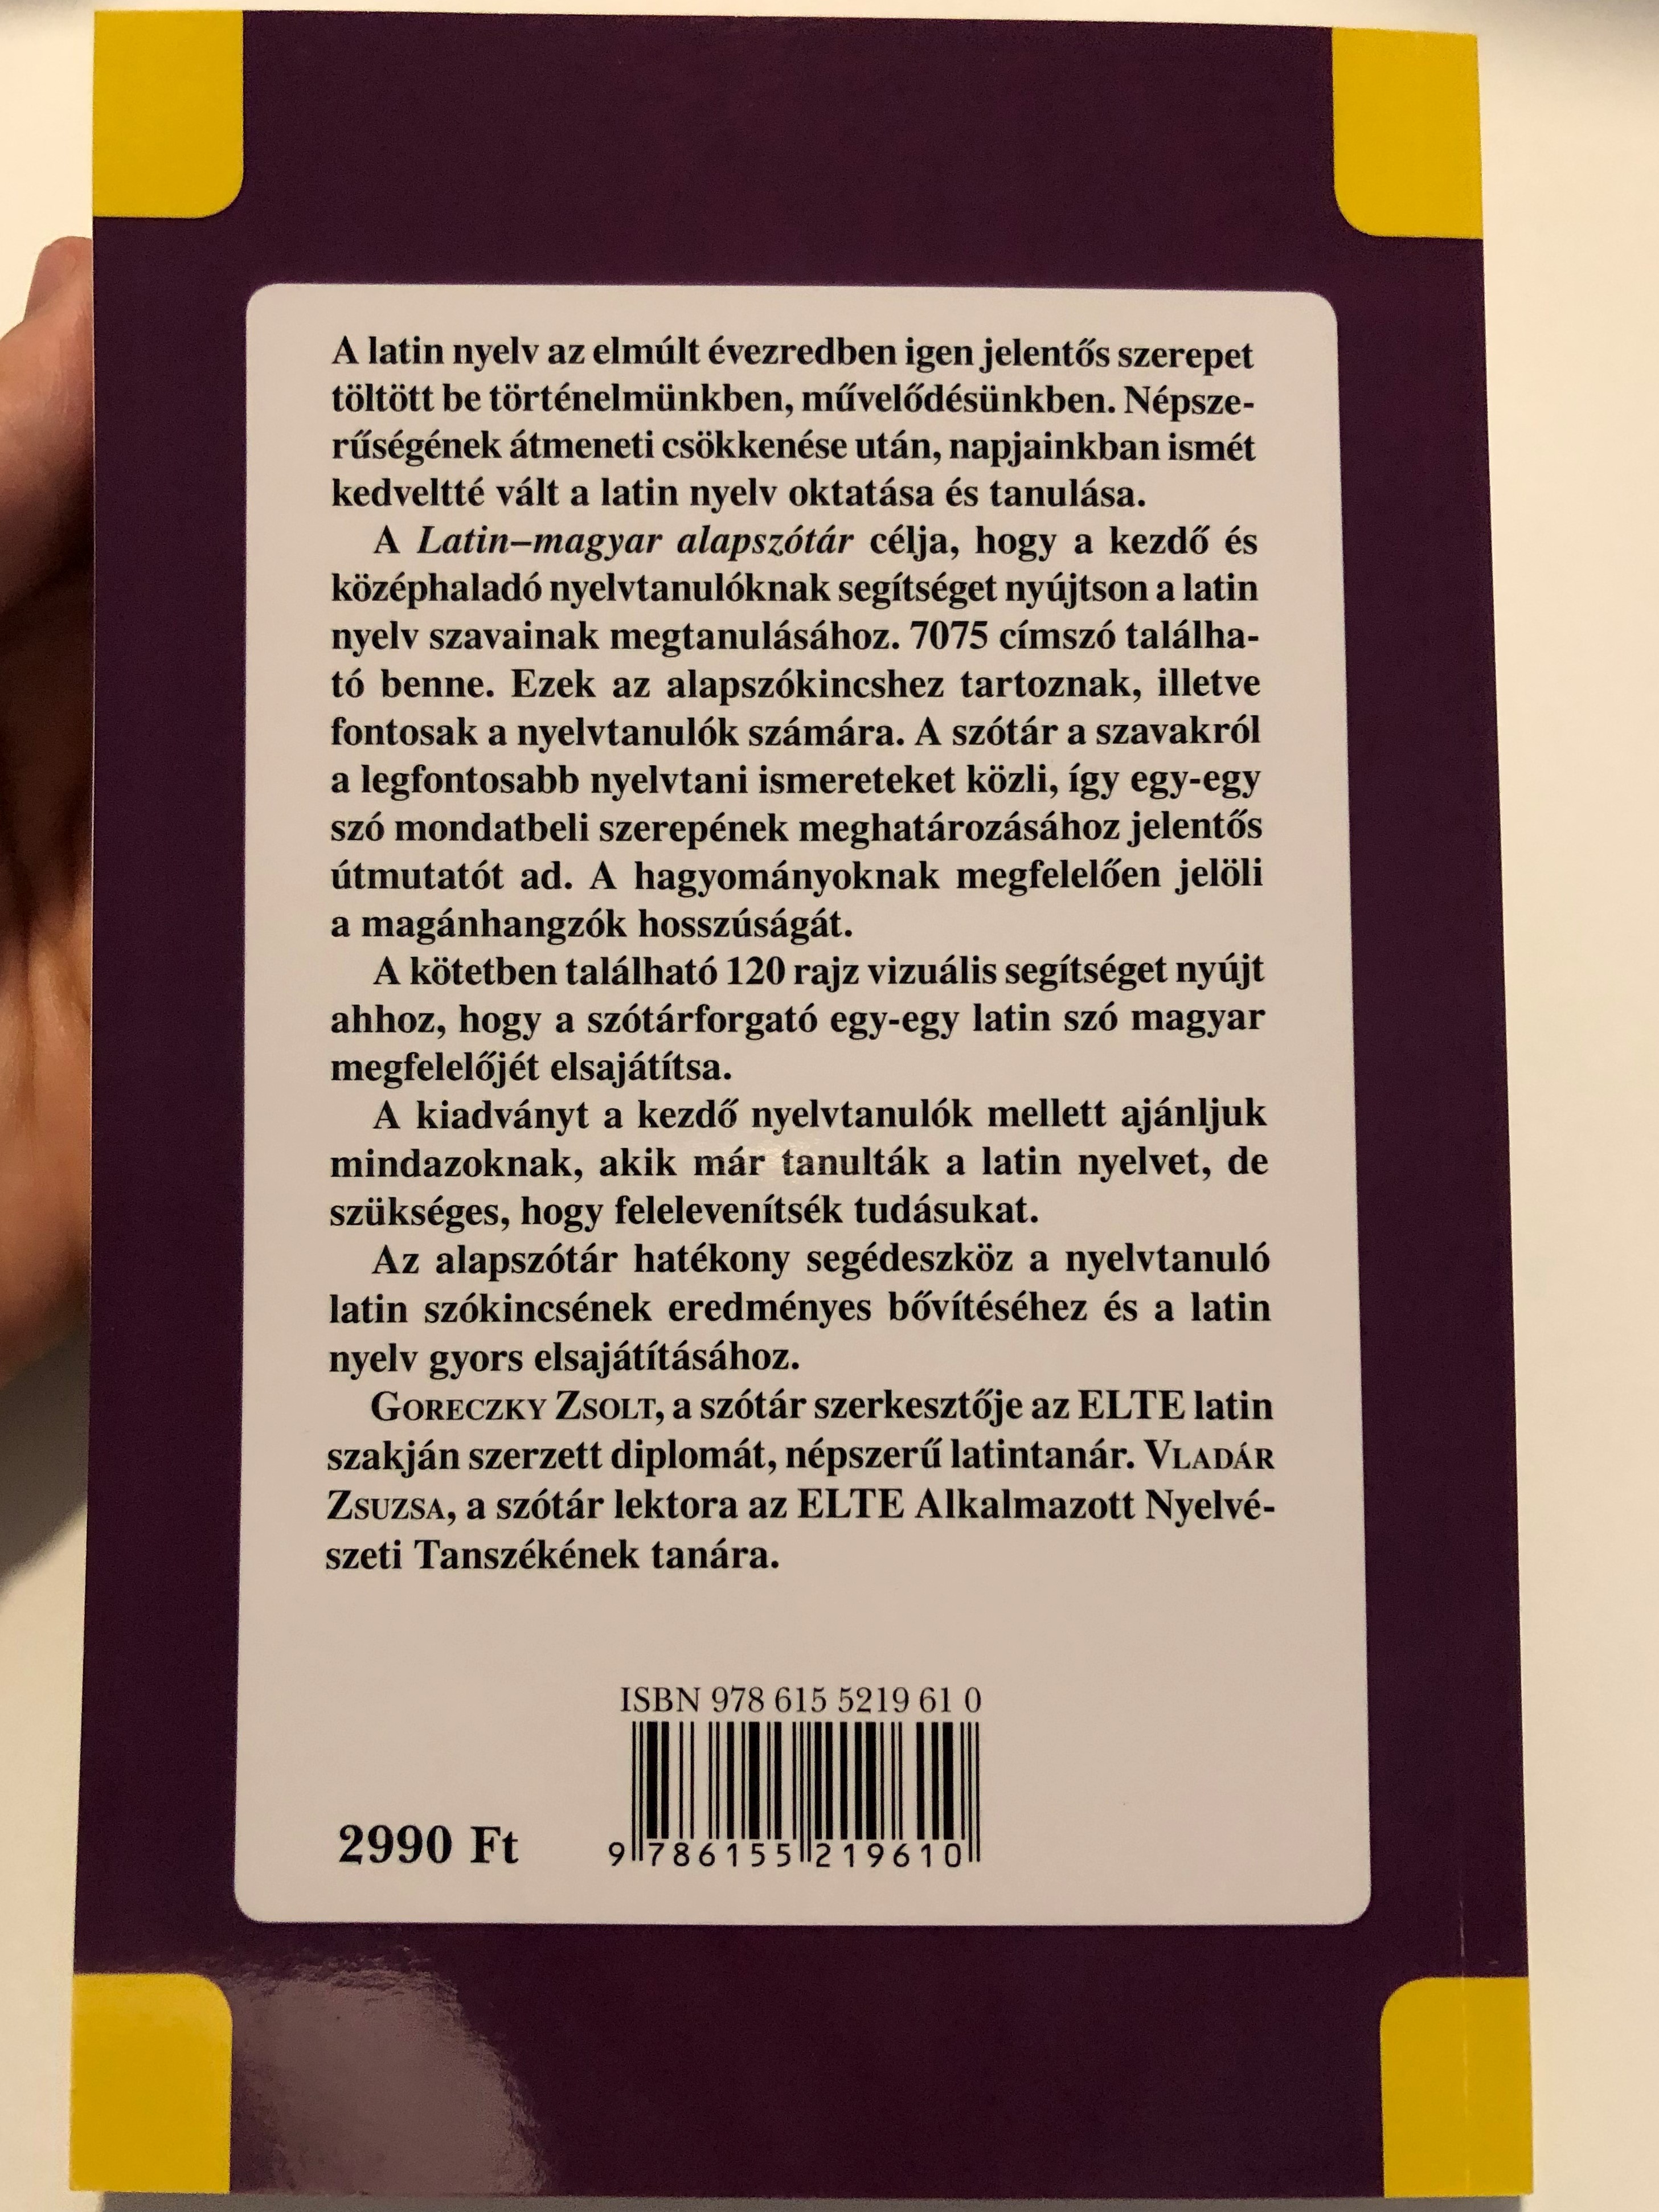 A latin nyelv az elmúlt évezredben igen jelentős szerepet
töltött be történelmünkben, művelődésünkben. Népsze-
rűségének átmeneti csökkenése után, napjainkban ismét
kedveltté vált a latin nyelv oktatása és tanulása.
A Latin–magyar alapszótár célja, hogy a kezdő és
középhaladó nyelvtanulóknak segítséget nyújtson a latin
nyelv szavainak megtanulásához. 7075 címszó találha-
tó benne. Ezek az alapszókincshez tartoznak, illetve
fontosak a nyelvtanulók számára. A szótár a szavakról
a legfontosabb nyelvtani ismereteket közli, így egy-egy
szó mondatbeli szerepének meghatározásához jelentős
útmutatót ad. A hagyományoknak megfelelően jelöli
a magánhangzók hosszúságát.
A kötetben található 120 rajz vizuális segítséget nyújt
ahhoz, hogy a szótárforgató egy-egy latin szó magyar
megfelelőjét elsajátítsa.
A kiadványt a kezdő nyelvtanulók mellett ajánljuk
mindazoknak, akik már tanulták a latin nyelvet, de
szükséges, hogy felelevenítsék tudásukat.
Az alapszótár hatékony segédeszköz a nyelvtanuló
latin szókincsének eredményes bővítéséhez és a latin
nyelv gyors elsajátításához.
GORECZKY ZSOLT, a szótár szerkesztője az ELTE latin
szakján szerzett diplomát, népszerű latintanár. VLADÁR
ZSUZSA, a szótár lektora az ELTE Alkalmazott Nyelvé-
szeti Tanszékének tanára.
ISBN 978 615 5219 61 0
2990 Ft
9 786155 219610